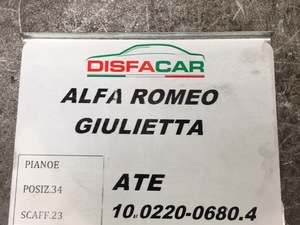 DISFACAR
ALFA ROMEO
GIULIETTA
PIANOE
POSIZ.34
SCAFF.23
ATE
10.0220-0680.4